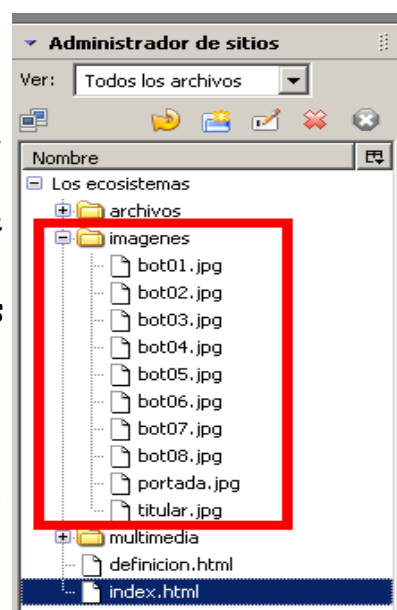 Administrador de sitios
Ver: Todos los archivos
Nombre
Los ecosistemas
archivos
imagenes
bot01.jpg
bot02.jpg
bot03.jpg
bot04.jpg
bot05.jpg
bot06.jpg
bot07.jpg
bot08.jpg
portada.jpg
titular.jpg
multimedia
definicion.html
index.html